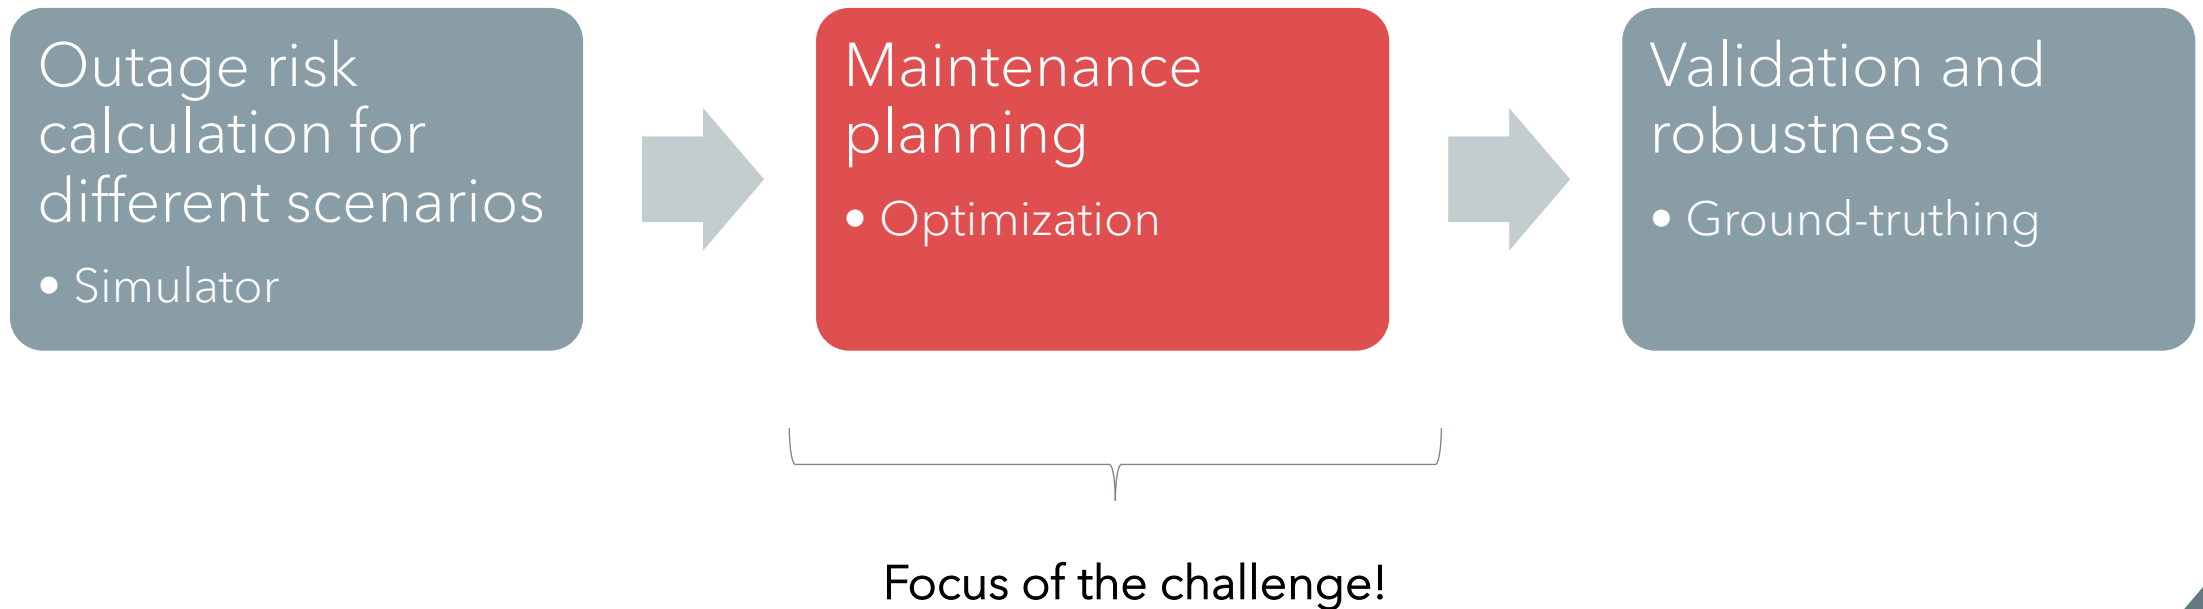 Outage risk
calculation for
different scenarios
• Simulator
Maintenance
planning
• Optimization
Validation and
robustness
• Ground-truthing
Focus of the challenge!